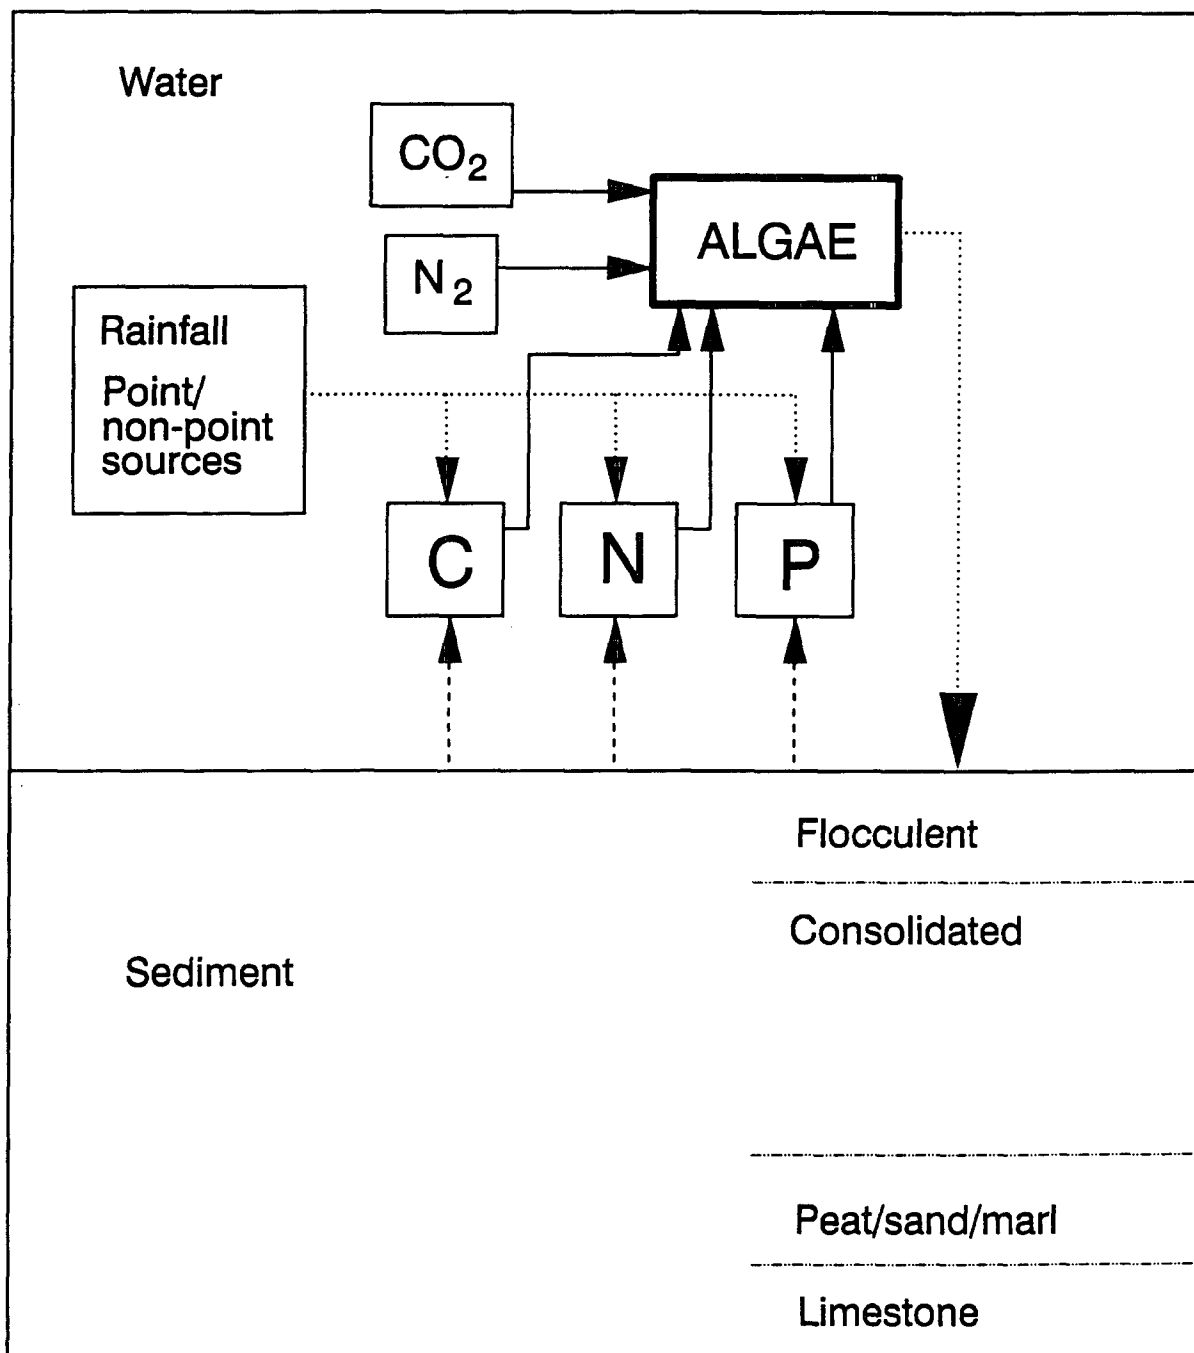 Water
CO₂
N₂
ALGAE
Rainfall
Point/
non-point
sources
C
N
P
Flocculent
Consolidated
Sediment
Peat/sand/marl
Limestone